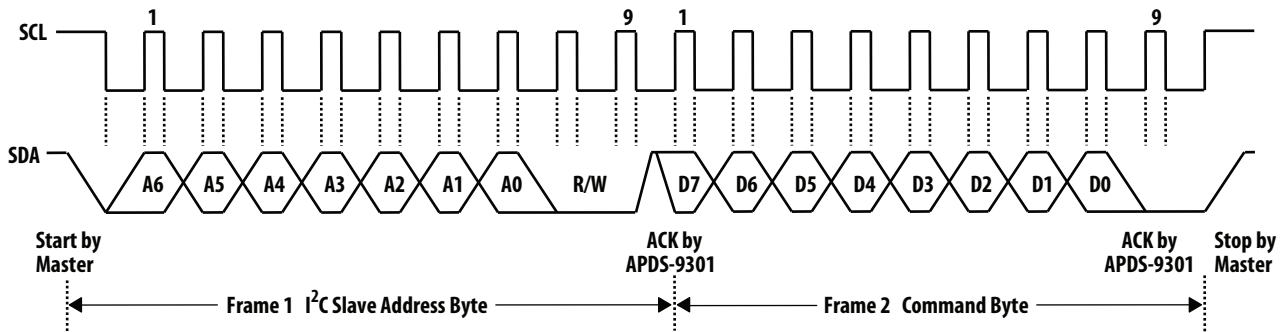 1 9 1 9
SCL
SDA A6 A5 A4 A3 A2 A1 A0 R/W D7 D6 D5 D4 D3 D2 D1 D0
Start by
Master
ACK by
APDS-9301
ACK by
APDS-9301
Stop by
Master
Frame 1 I²C Slave Address Byte
Frame 2 Command Byte